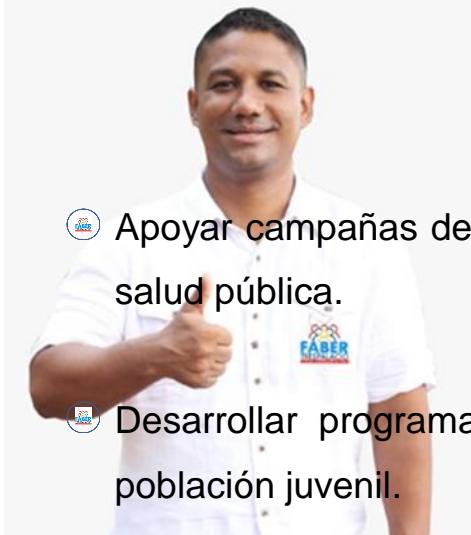 Apoyar campañas de
salud pública.
FABER
Desarrollar programa
población juvenil.